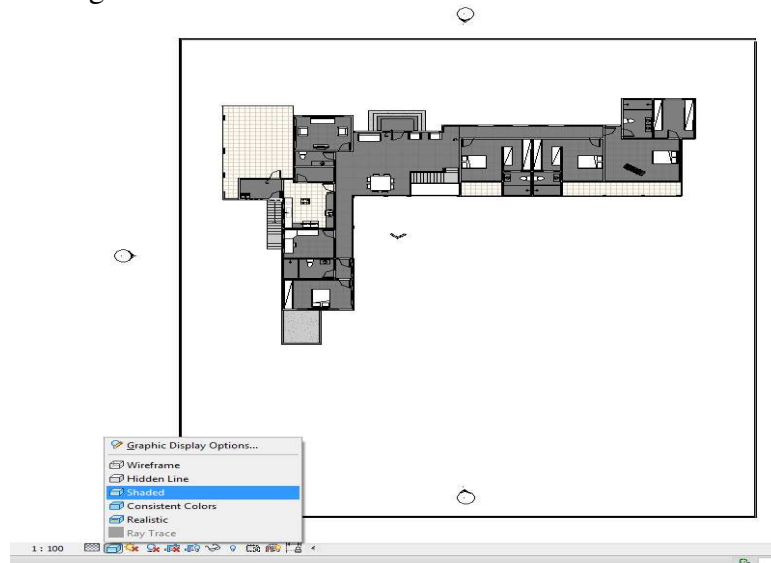 Graphic Display Options...
Wireframe
Hidden Line
Shaded
Consistent Colors
Realistic
Ray Trace
1 : 100